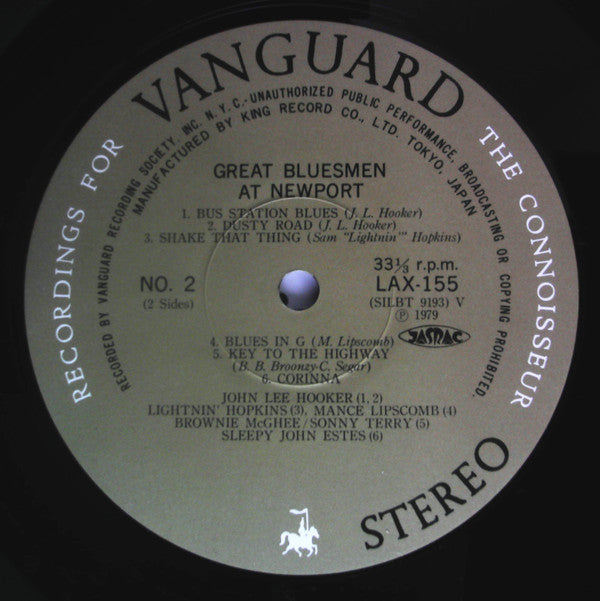 VANGUARD
RECORDINGS FOR THE CONNOISSEUR
RECORDED BY VANGUARD RECORDING SOCIETY, INC. N.Y.C.-UNAUTHORIZED PUBLIC PERFORMANCE, BROADCASTING OR COPYING PROHIBITED.
MANUFACTURED BY KING RECORD CO., LTD. TOKYO, JAPAN
GREAT BLUESMEN
AT NEWPORT
1. BUS STATION BLUES (J. L. Hooker)
2. DUSTY ROAD (J. L. Hooker)
3. SHAKE THAT THING (Sam "Lightnin'" Hopkins)
NO. 2
(2 Sides)
33⅓ r.p.m.
LAX-155
(SILBT 9193) V
Ⓟ 1979
JASRAC
4. BLUES IN G (M. Lipscomb)
5. KEY TO THE HIGHWAY
(B. B. Broonzy-C. Segar)
6. CORINNA
JOHN LEE HOOKER (1, 2)
LIGHTNIN' HOPKINS (3), MANCE LIPSCOMB (4)
BROWNIE McGHEE/SONNY TERRY (5)
SLEEPY JOHN ESTES (6)
STEREO